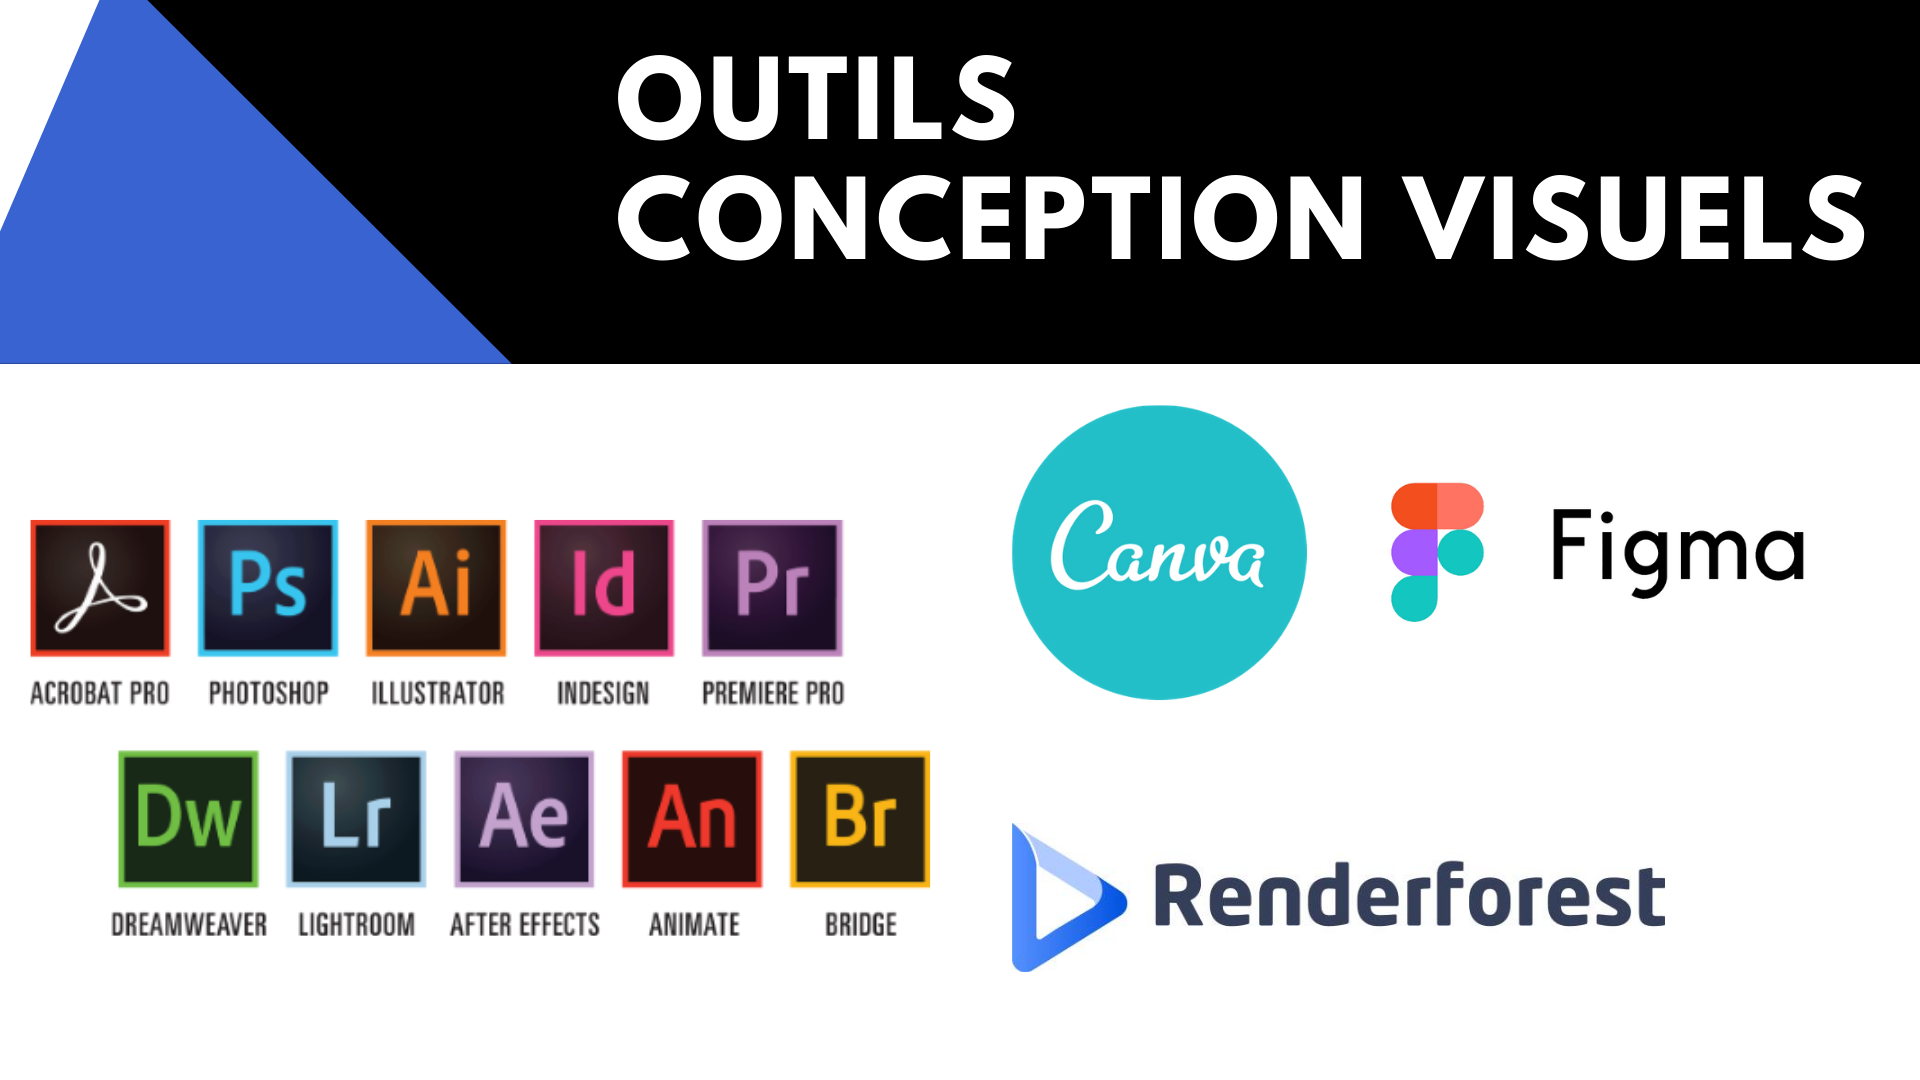 OUTILS
CONCEPTION VISUELS
Ps Ai Id Pr
ACROBAT PRO PHOTOSHOP ILLUSTRATOR INDESIGN PREMIERE PRO
Dw Lr Ae An Br
DREAMWEAVER LIGHTROOM AFTER EFFECTS ANIMATE BRIDGE
Canva
Figma
Renderforest